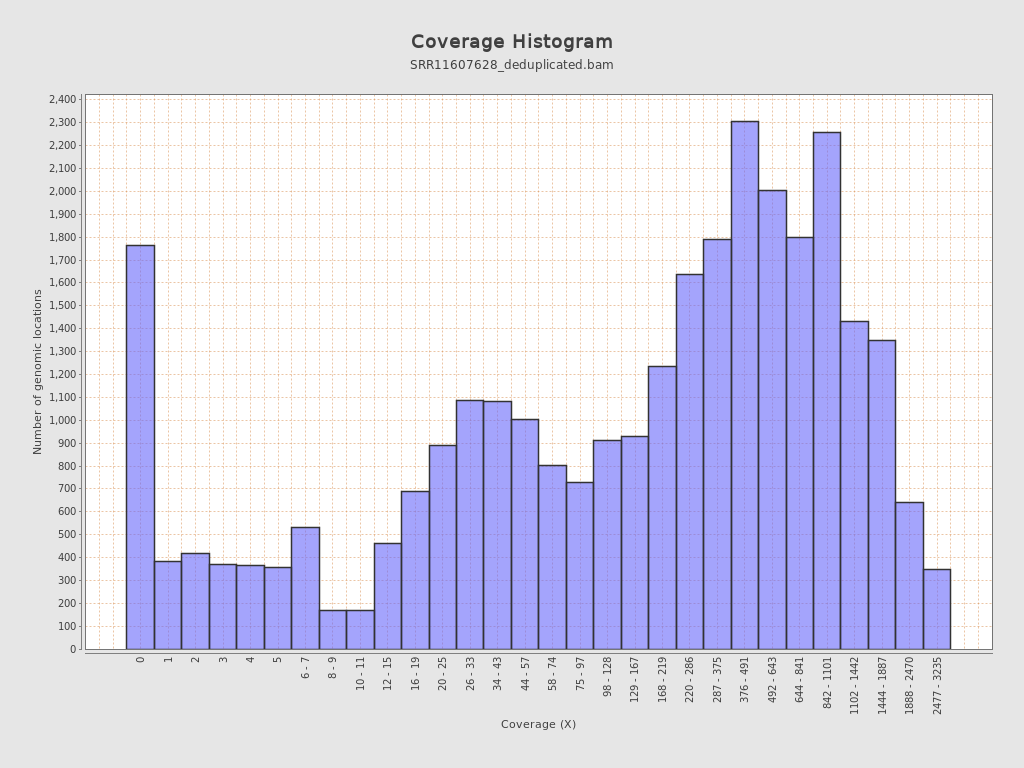 Coverage Histogram
SRR11607628_deduplicated.bam
Number of genomic locations
2,400
2,300
2,200
2,100
2,000
1,900
1,800
1,700
1,600
1,500
1,400
1,300
1,200
1,100
1,000
900
800
700
600
500
400
300
200
100
0
0
1
2
3
4
5
6 - 7
8 - 9
10 - 11
12 - 15
16 - 19
20 - 25
26 - 33
34 - 43
44 - 57
58 - 74
75 - 97
98 - 128
129 - 167
168 - 219
220 - 286
287 - 375
376 - 491
492 - 643
644 - 841
842 - 1101
1102 - 1442
1444 - 1887
1888 - 2470
2477 - 3235
Coverage (X)